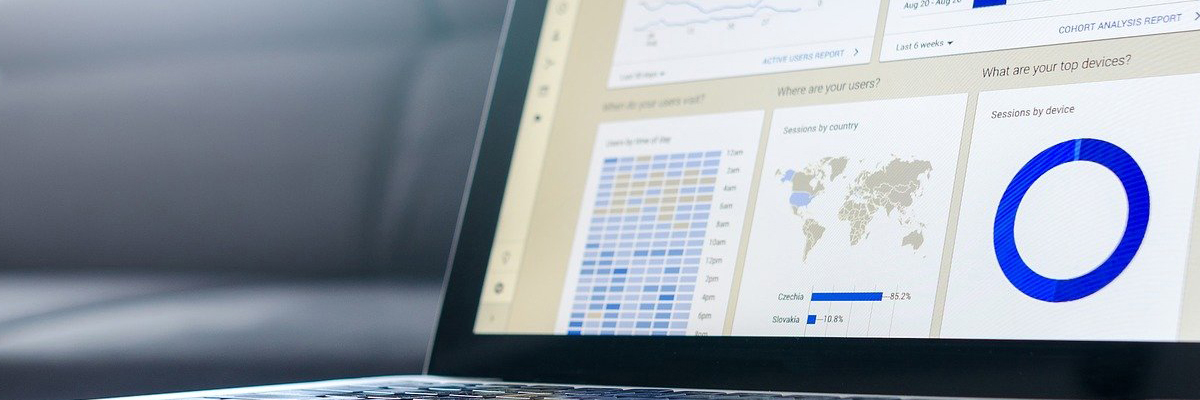 Aug 20 - Aug 26
ACTIVE USERS REPORT
Last 6 weeks
COHORT ANALYSIS REPORT
When do your users visit?
Where are your users?
What are your top devices?
Users by time of day
Sessions by country
Sessions by device
12am
2am
4am
6am
8am
10am
12pm
2pm
4pm
6pm
8pm
Czechia
85.2%
Slovakia
10.8%